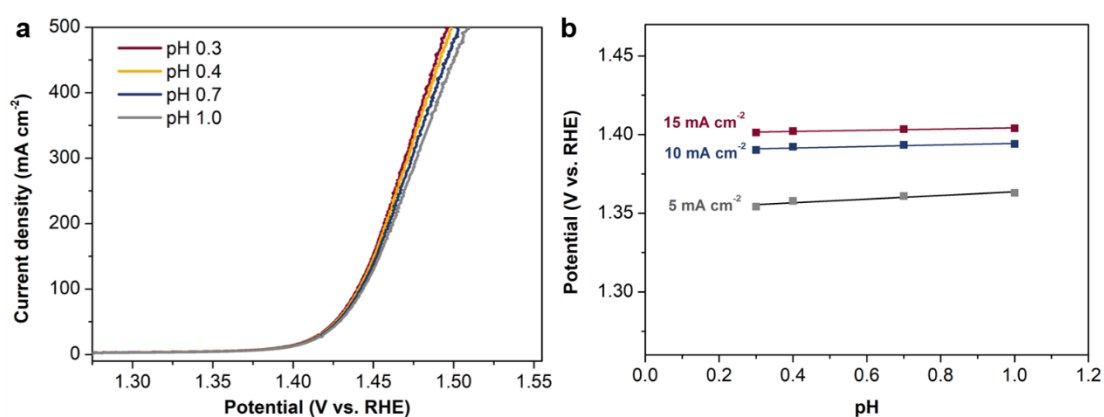 a
pH 0.3
pH 0.4
pH 0.7
pH 1.0
500
400
300
200
100
0
Current density (mA cm⁻²)
1.30 1.35 1.40 1.45 1.50 1.55
Potential (V vs. RHE)
b
1.45
1.40
1.35
1.30
Potential (V vs. RHE)
15 mA cm⁻²
10 mA cm⁻²
5 mA cm⁻²
0.0 0.2 0.4 0.6 0.8 1.0 1.2
pH